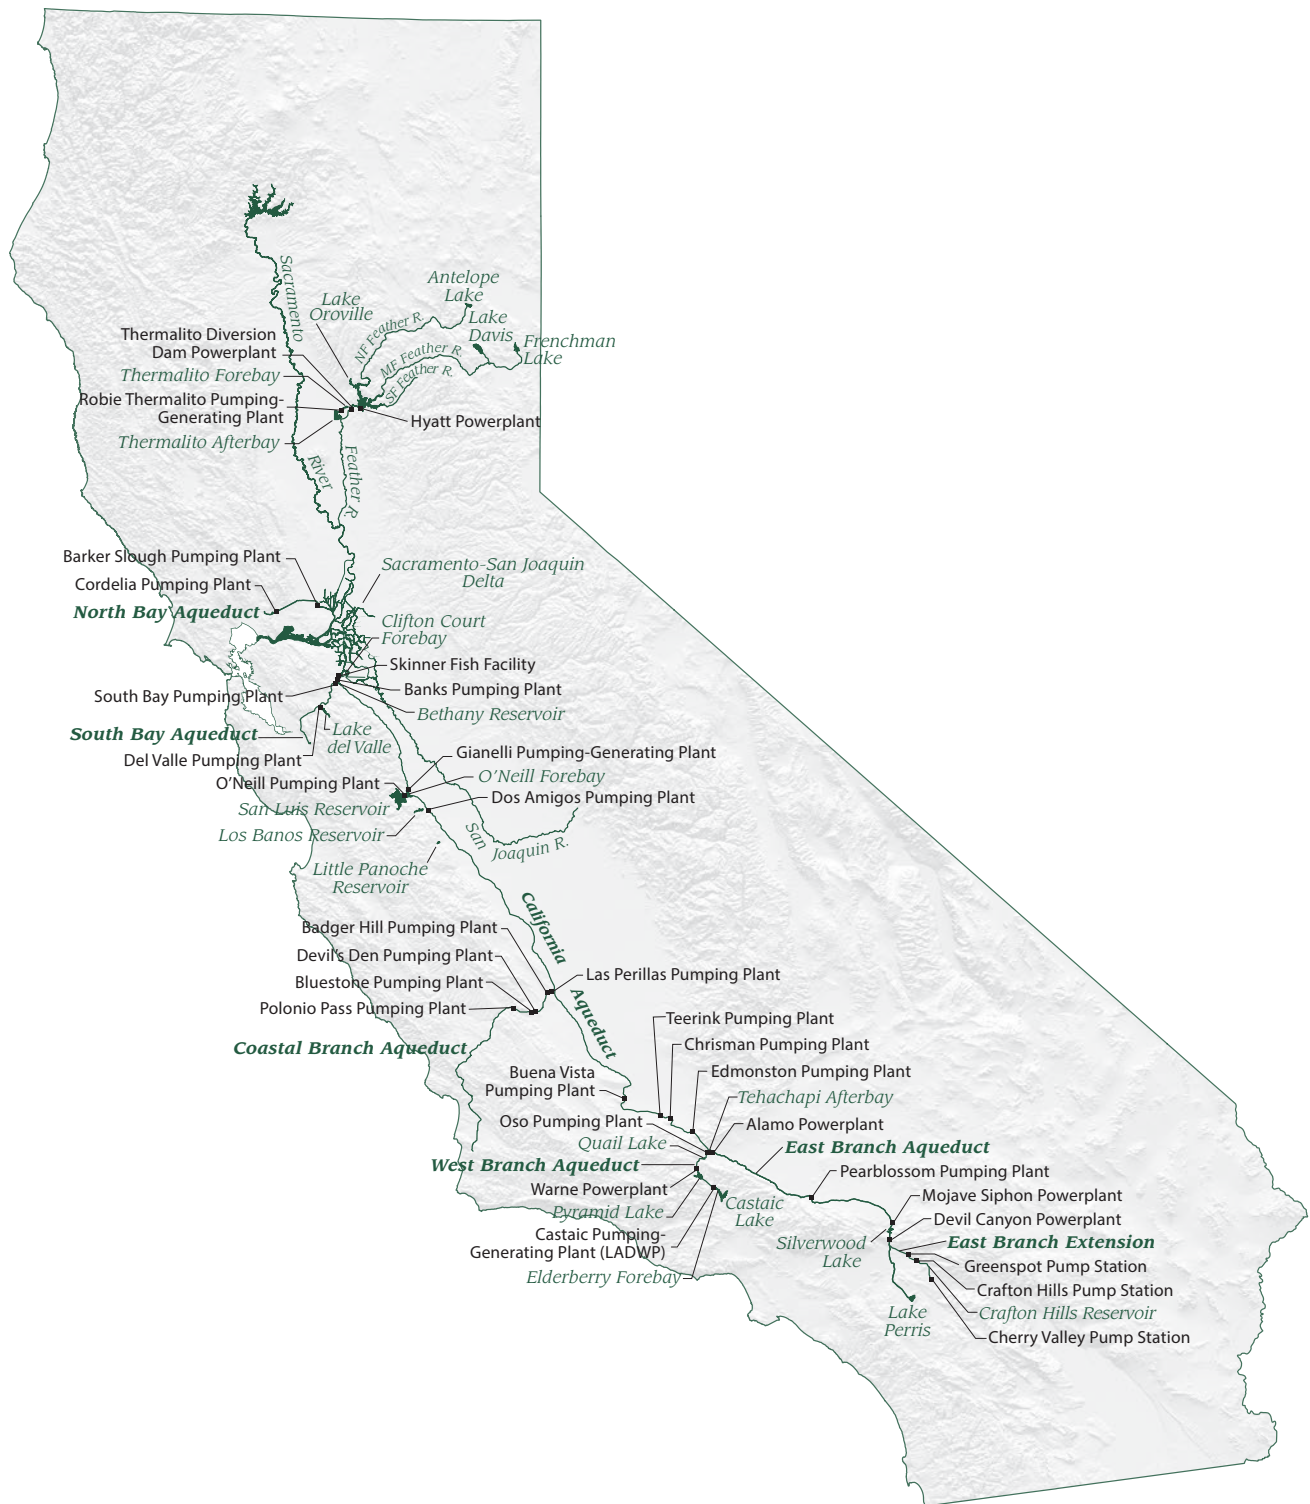 Sacramento
River
Antelope
Lake
Lake
Oroville
NF Feather R.
Lake
Davis
Frenchman
Lake
MF Feather R.
SF Feather R.
Thermalito Diversion
Dam Powerplant
Thermalito Forebay
Robie Thermalito Pumping-
Generating Plant
Hyatt Powerplant
Thermalito Afterbay
Feather R.
Barker Slough Pumping Plant
Sacramento-San Joaquin
Delta
Cordelia Pumping Plant
North Bay Aqueduct
Clifton Court
Forebay
Skinner Fish Facility
Banks Pumping Plant
South Bay Pumping Plant
Bethany Reservoir
South Bay Aqueduct
Lake
del Valle
Del Valle Pumping Plant
Gianelli Pumping-Generating Plant
O'Neill Forebay
O'Neill Pumping Plant
Dos Amigos Pumping Plant
San Luis Reservoir
Los Banos Reservoir
San
Joaquin R.
Little Panoche
Reservoir
California
Aqueduct
Badger Hill Pumping Plant
Devil's Den Pumping Plant
Las Perillas Pumping Plant
Bluestone Pumping Plant
Polonio Pass Pumping Plant
Teerink Pumping Plant
Chrisman Pumping Plant
Coastal Branch Aqueduct
Buena Vista
Pumping Plant
Edmonston Pumping Plant
Tehachapi Afterbay
Oso Pumping Plant
Alamo Powerplant
Quail Lake
East Branch Aqueduct
West Branch Aqueduct
Pearblossom Pumping Plant
Warne Powerplant
Mojave Siphon Powerplant
Pyramid Lake
Castaic
Lake
Devil Canyon Powerplant
Castaic Pumping-
Generating Plant (LADWP)
Silverwood
Lake
East Branch Extension
Greenspot Pump Station
Elderberry Forebay
Crafton Hills Pump Station
Crafton Hills Reservoir
Lake
Perris
Cherry Valley Pump Station